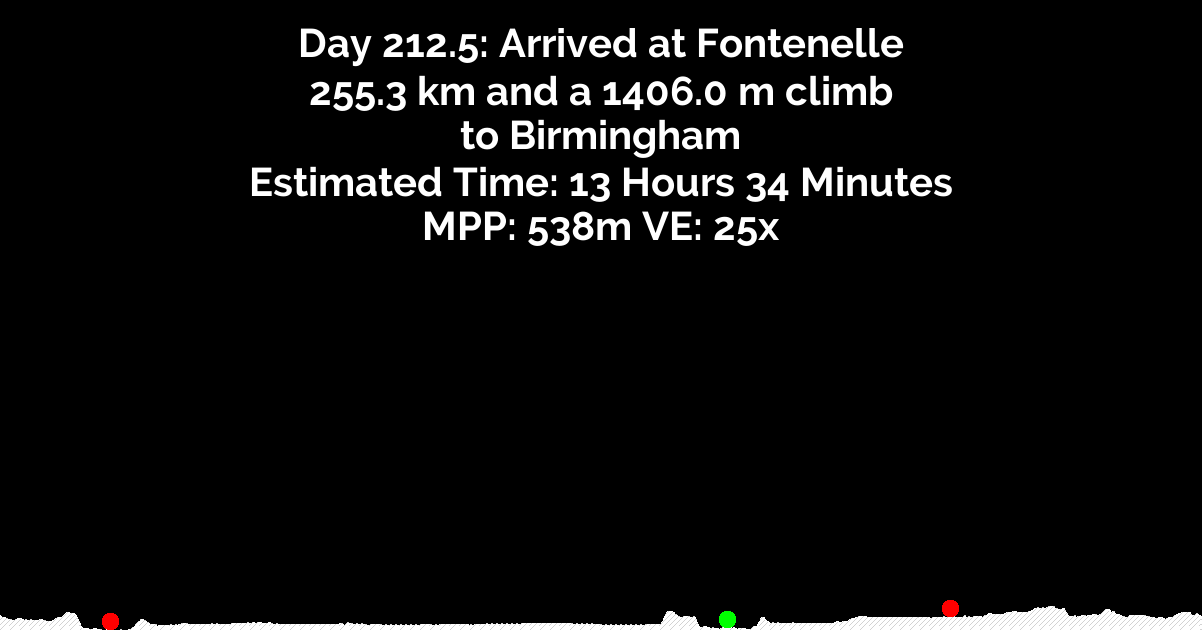 Day 212.5: Arrived at Fontenelle
255.3 km and a 1406.0 m climb
to Birmingham
Estimated Time: 13 Hours 34 Minutes
MPP: 538m VE: 25x